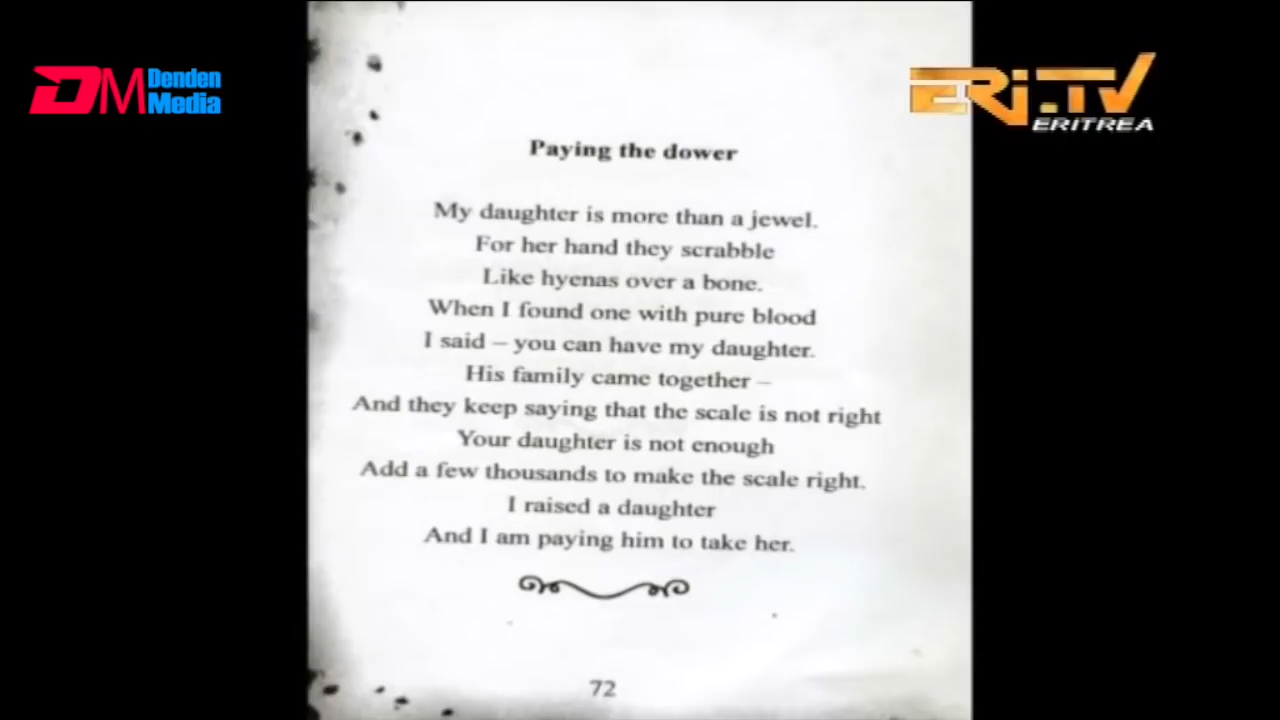 DM Denden
Media
ERi.TV
ERITREA
Paying the dower
My daughter is more than a jewel.
For her hand they scrabble
Like hyenas over a bone.
When I found one with pure blood
I said – you can have my daughter.
His family came together –
And they keep saying that the scale is not right
Your daughter is not enough
Add a few thousands to make the scale right.
I raised a daughter
And I am paying him to take her.
72